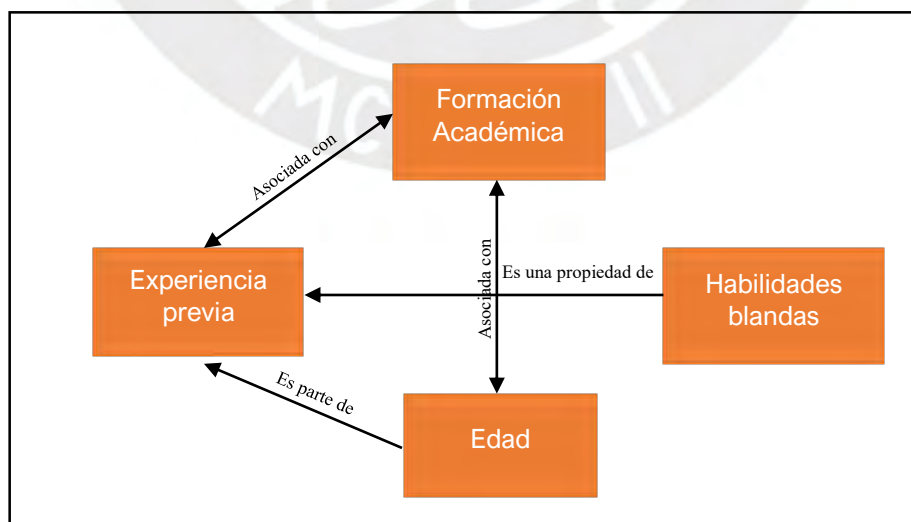 Formación
Académica
Asociada con
Experiencia
previa
Asociada con
Es una propiedad de
Habilidades
blandas
Es parte de
Edad